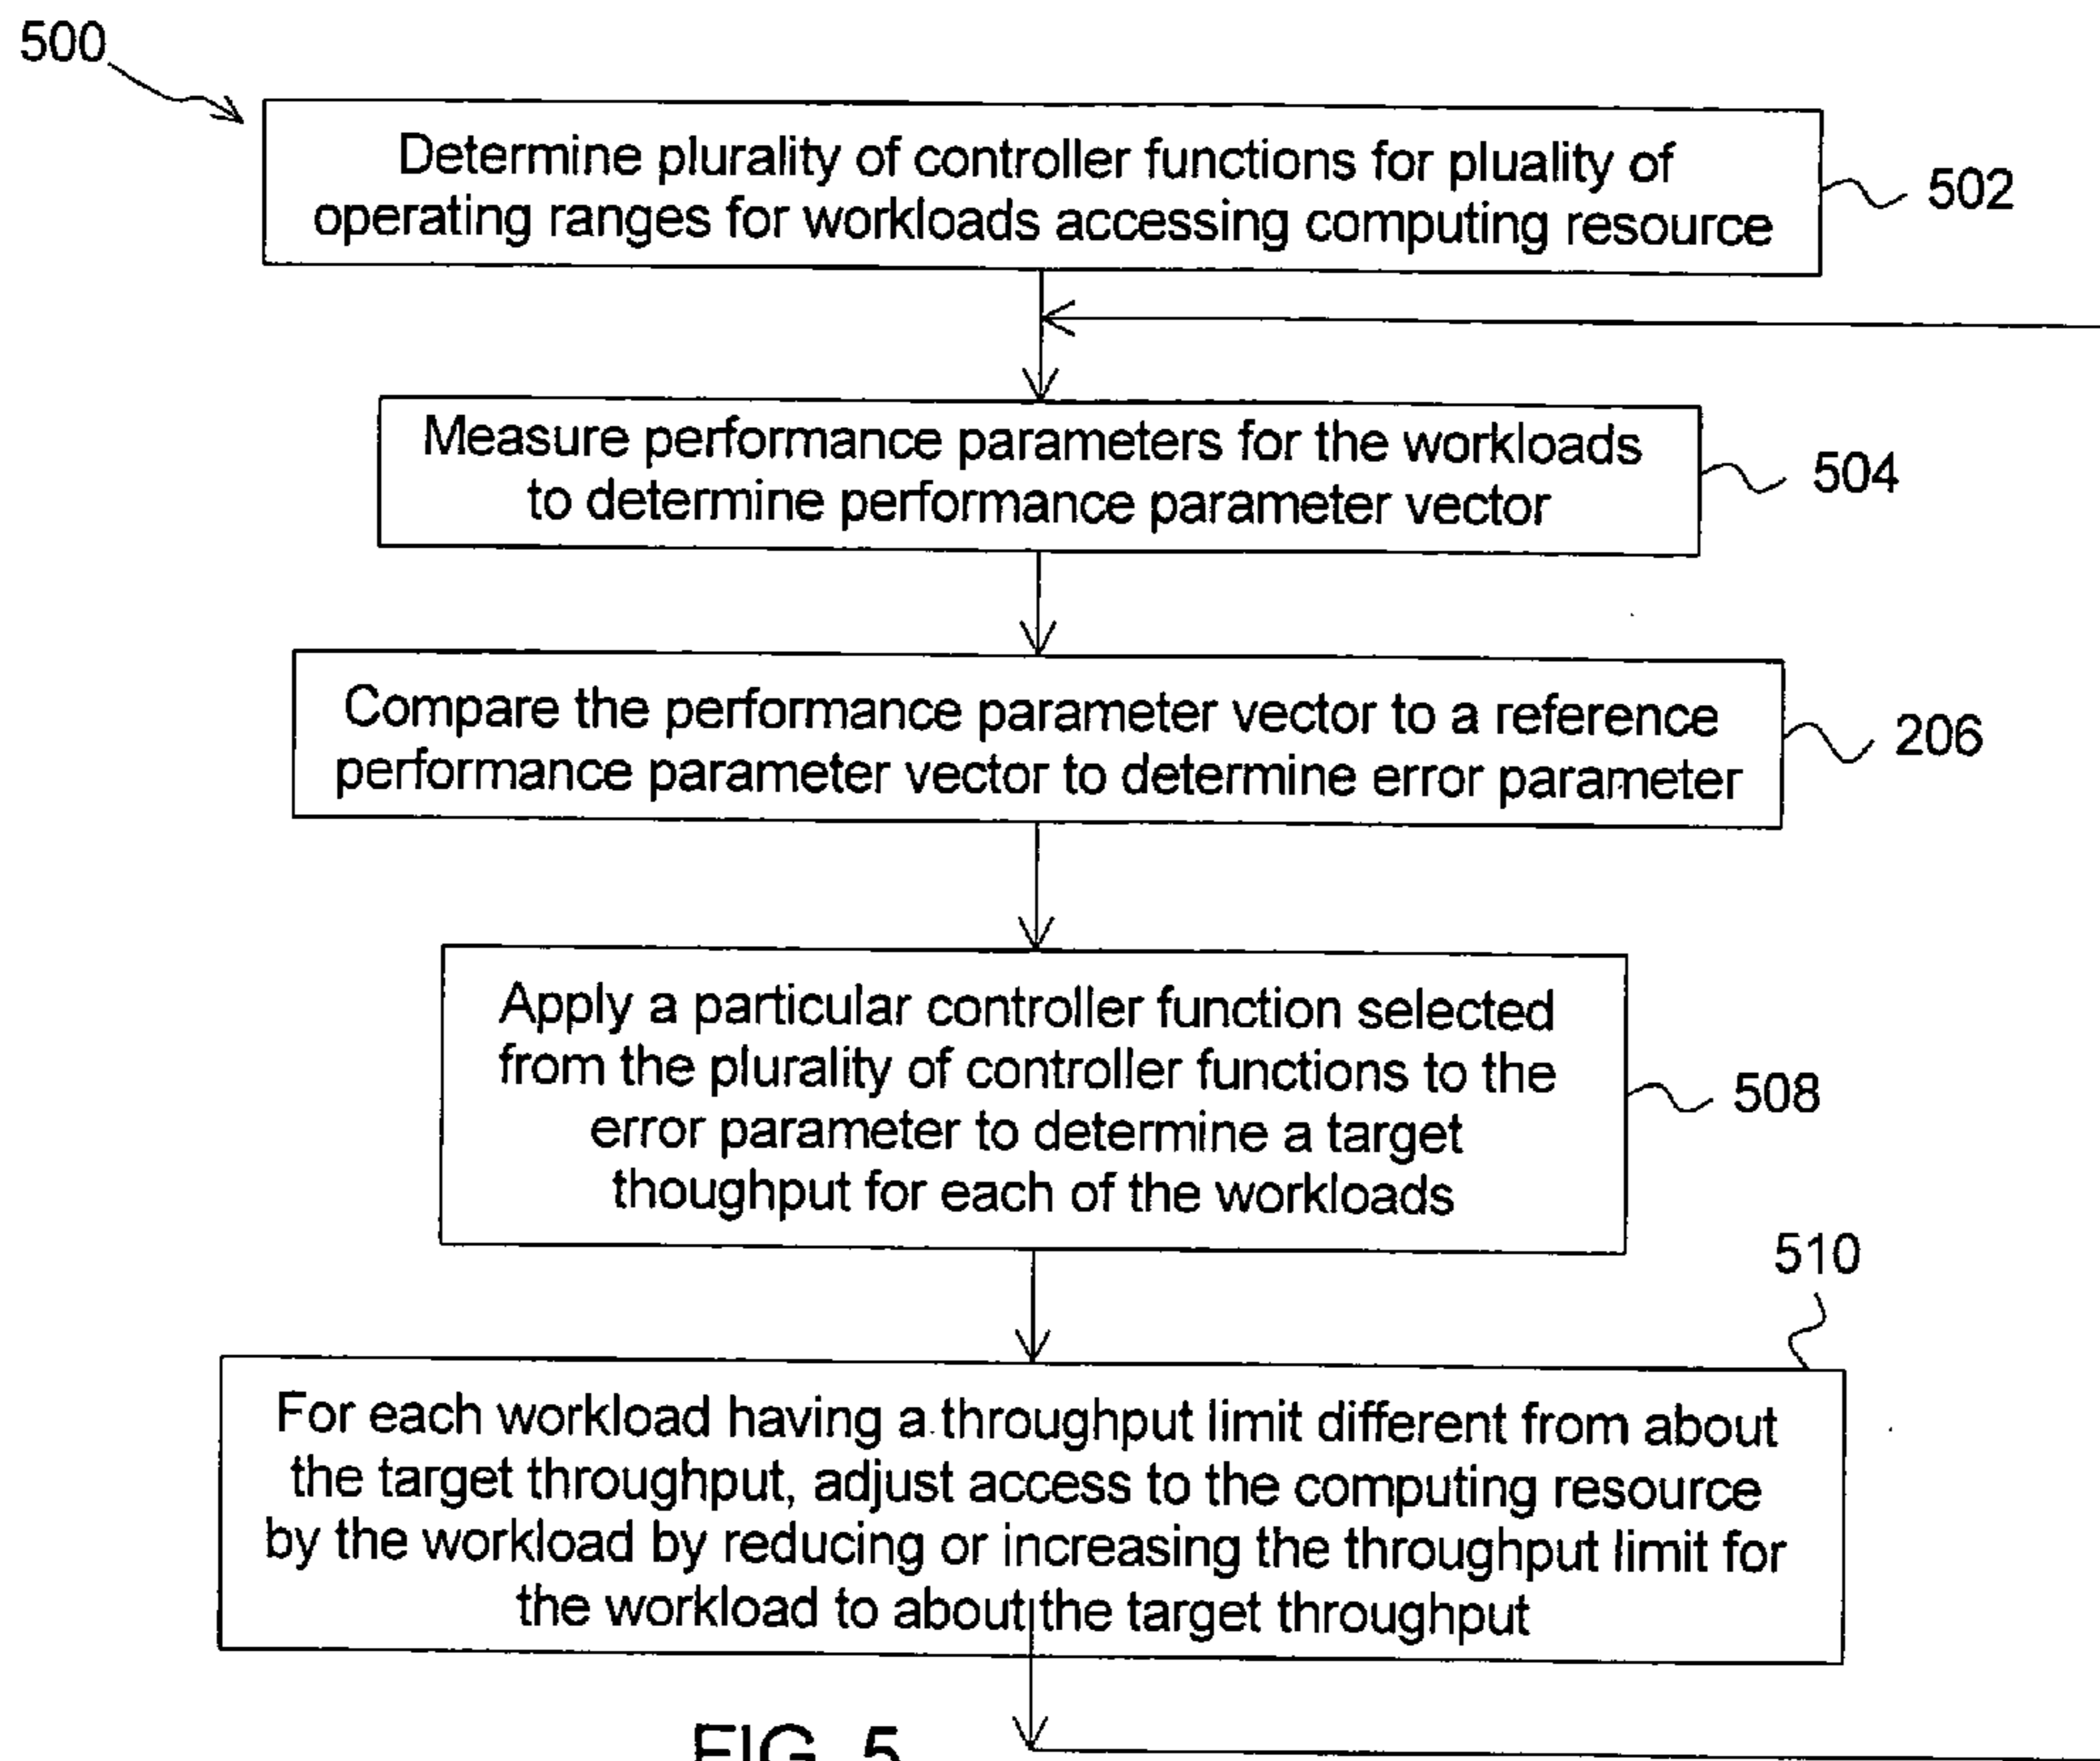 500
Determine plurality of controller functions for pluality of
operating ranges for workloads accessing computing resource
502
Measure performance parameters for the workloads
to determine performance parameter vector
504
Compare the performance parameter vector to a reference
performance parameter vector to determine error parameter
206
Apply a particular controller function selected
from the plurality of controller functions to the
error parameter to determine a target
thoughput for each of the workloads
508
510
For each workload having a throughput limit different from about
the target throughput, adjust access to the computing resource
by the workload by reducing or increasing the throughput limit for
the workload to about the target throughput
FIG. 5